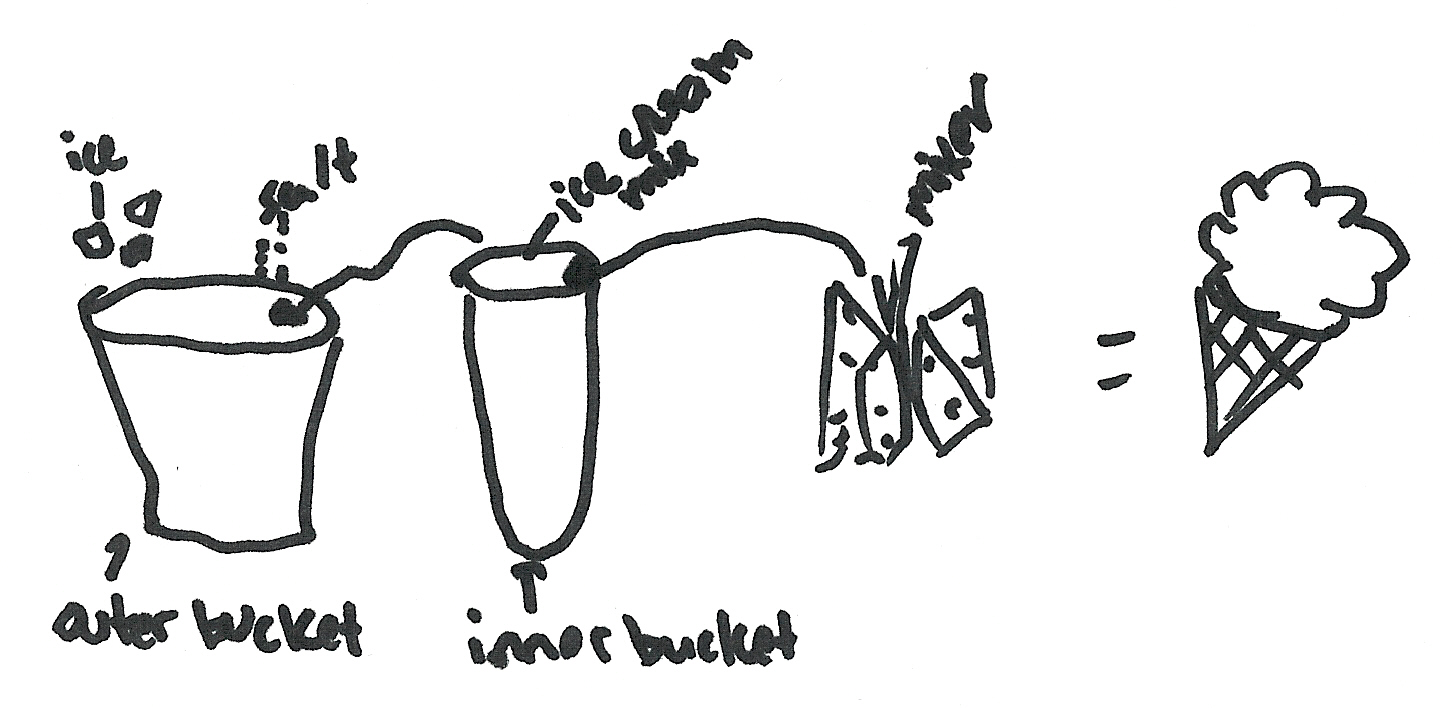 ice
salt
ice cream
mix
mixer
=
outer bucket
inner bucket